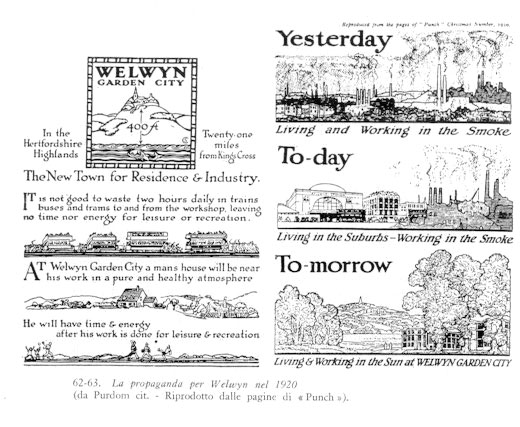 WELWYN
GARDEN CITY
400 ft
In the
Hertfordshire
Highlands
Twenty-one
miles
from Kings Cross
The New Town for Residence & Industry.
IT is not good to waste two hours daily in trains
buses and trams to and from the workshop, leaving
no time nor energy for leisure or recreation.
AT Welwyn Garden City a mans house will be near
his work in a pure and healthy atmosphere
He will have time & energy
after his work is done for leisure & recreation
Reproduced from the pages of "Punch" Christmas Number, 1920.
Yesterday
Living and Working in the Smoke
To-day
Living in the Suburbs-Working in the Smoke
To-morrow
Living & Working in the Sun at WELWYN GARDEN CITY
62-63. La propaganda per Welwyn nel 1920
(da Purdom cit. - Riprodotto dalle pagine di « Punch »).